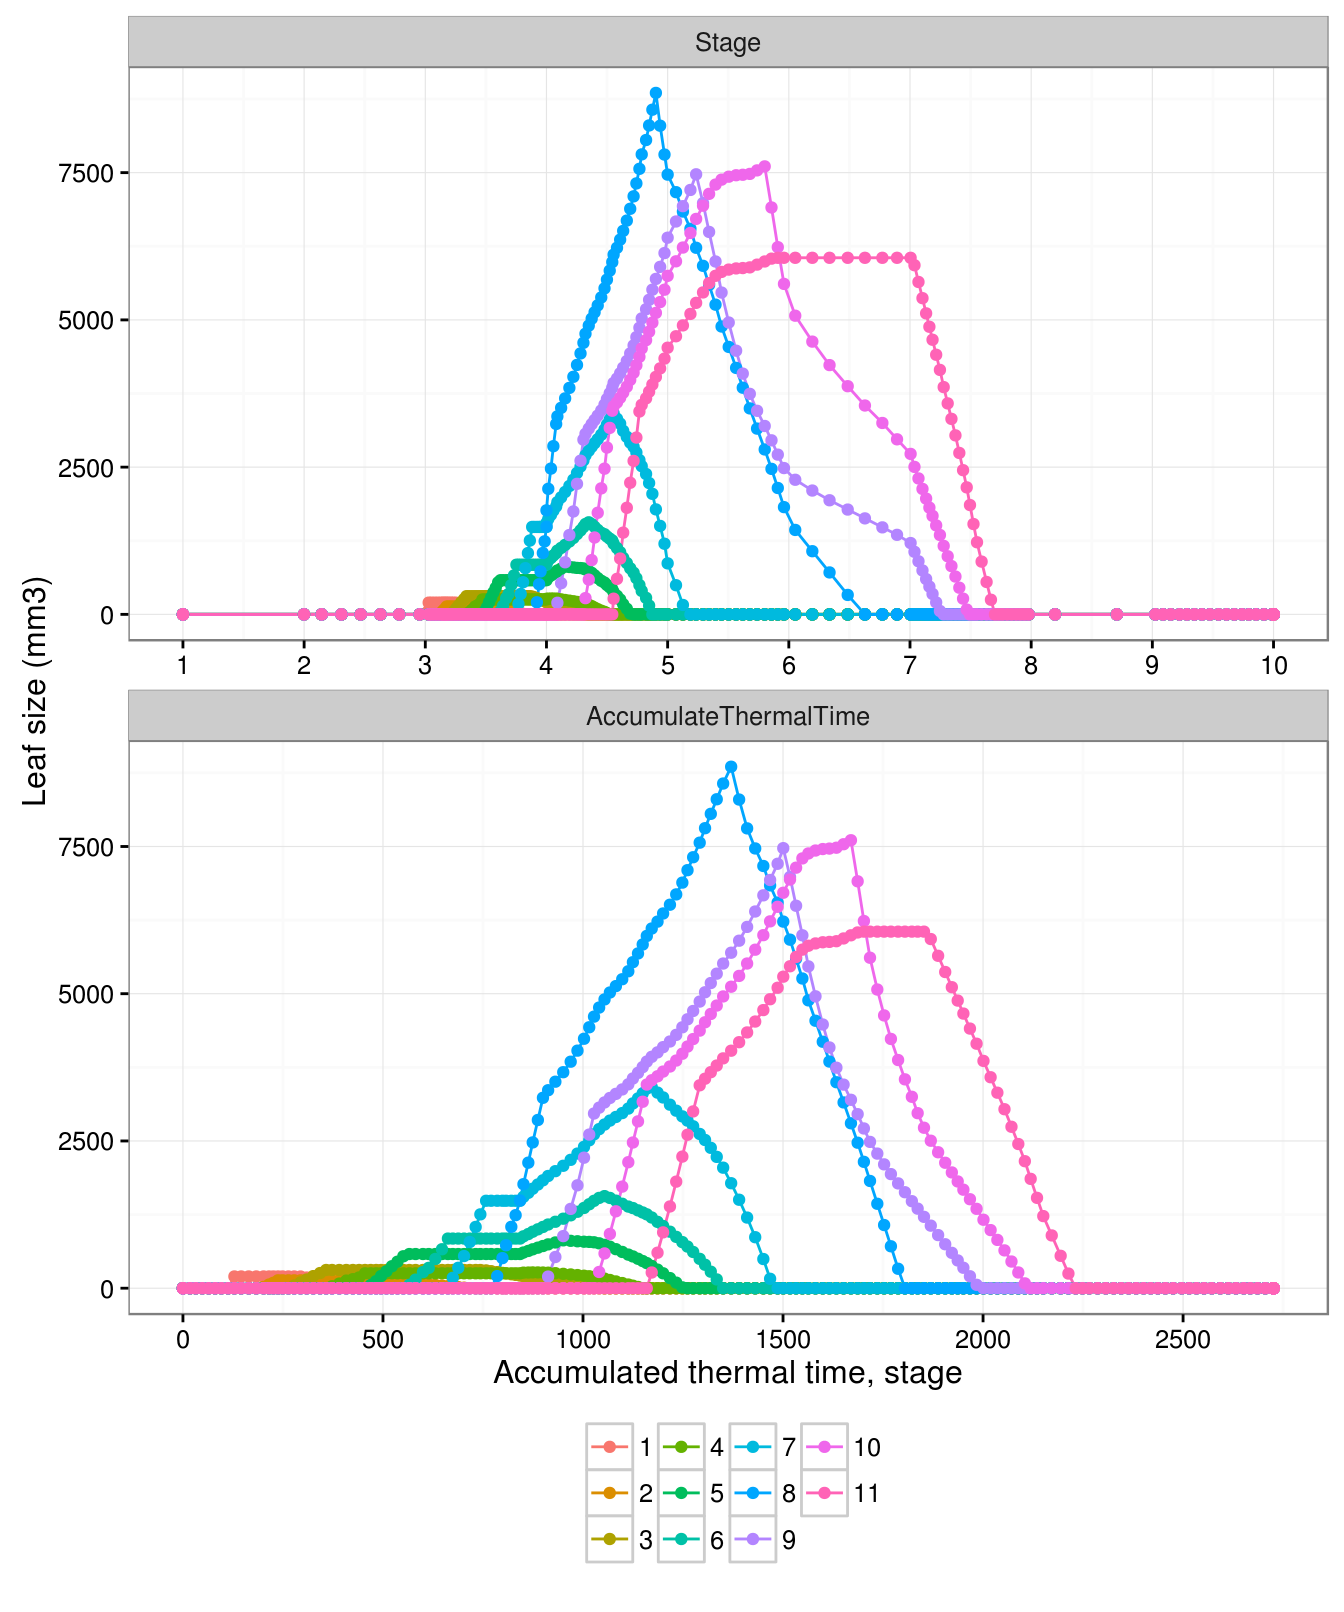 Stage
7500
5000
2500
0
1 2 3 4 5 6 7 8 9 10
Leaf size (mm3)
AccumulateThermalTime
7500
5000
2500
0
0 500 1000 1500 2000 2500
Accumulated thermal time, stage
1 4 7 10
2 5 8 11
3 6 9